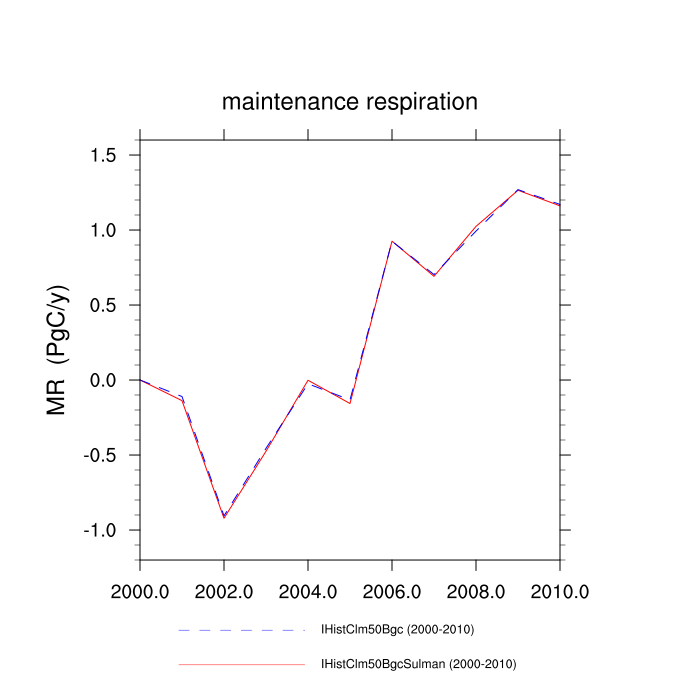 maintenance respiration
MR (PgC/y)
1.5
1.0
0.5
0.0
-0.5
-1.0
2000.0 2002.0 2004.0 2006.0 2008.0 2010.0
IHistClm50Bgc (2000-2010)
IHistClm50BgcSulman (2000-2010)